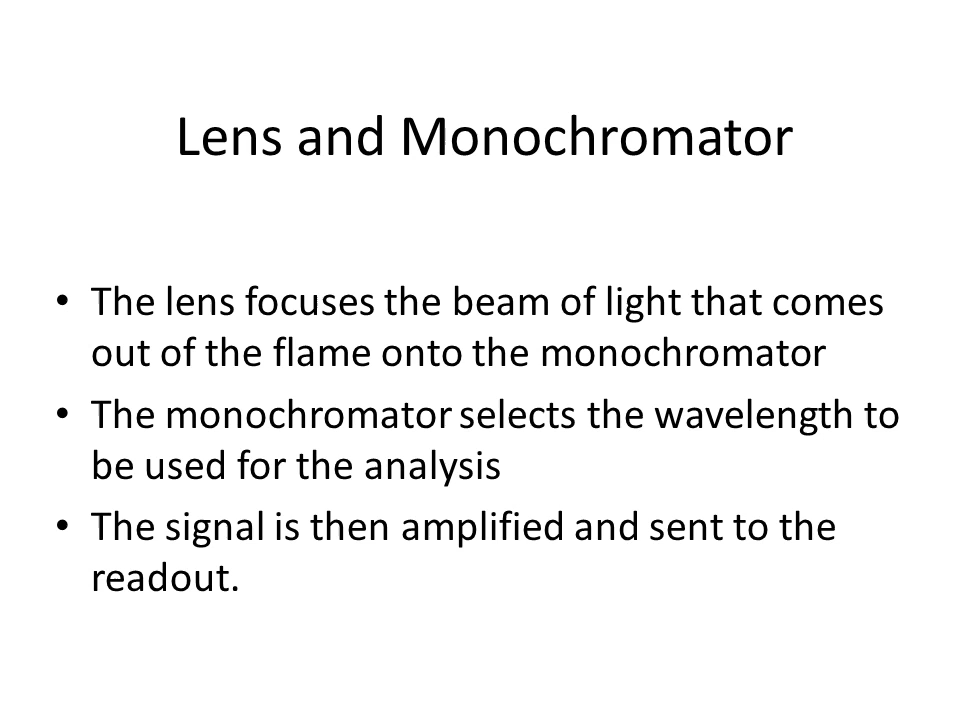 Lens and Monochromator
• The lens focuses the beam of light that comes
out of the flame onto the monochromator
• The monochromator selects the wavelength to
be used for the analysis
• The signal is then amplified and sent to the
readout.